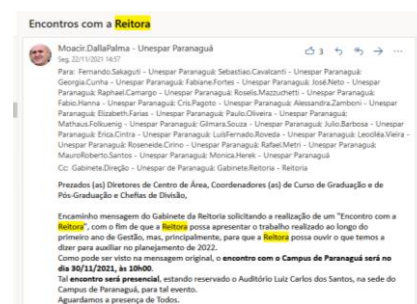 Encontros com a Reitora
Moacir.DallaPalma - Unespar Paranaguá
Seg, 22/11/2021 14:57
3
Para: Fernando.Sakaguti - Unespar Paranaguá; Sebastiao.Cavalcanti - Unespar Paranaguá;
Georgia.Cunha - Unespar Paranaguá; Fabiane.Fortes - Unespar Paranaguá; José.Neto - Unespar
Paranaguá; Raphael.Camargo - Unespar Paranaguá; Roselis.Mazzuchetti - Unespar Paranaguá;
Fabio.Hanna - Unespar Paranaguá; Cris.Pagoto - Unespar Paranaguá; Alessandra.Zamboni - Unespar
Paranaguá; Elizabeth.Farias - Unespar Paranaguá; Paulo.Oliveira - Unespar Paranaguá;
Mathaus.Folkuenig - Unespar Paranaguá; Gilmara.Souza - Unespar Paranaguá; Julio.Barbosa - Unespar
Paranaguá; Erica.Cintra - Unespar Paranaguá; LuisFernado.Roveda - Unespar Paranaguá; Leociléa.Vieira -
Unespar Paranaguá; Roseneide.Cirino - Unespar Paranaguá; Rafael.Metri - Unespar Paranaguá;
MauroRoberto.Santos - Unespar Paranaguá; Monica.Herek - Unespar Paranaguá
Cc: Gabinete.Direção - Unespar Paranaguá; Gabinete.Reitoria - Reitoria
Prezados (as) Diretores de Centro de Área, Coordenadores (as) de Curso de Graduação e de
Pós-Graduação e Chefias de Divisão,
Encaminho mensagem do Gabinete da Reitoria solicitando a realização de um "Encontro com a
Reitora", com o fim de que a Reitora possa apresentar o trabalho realizado ao longo do
primeiro ano de Gestão, mas, principalmente, para que a Reitora possa ouvir o que temos a
dizer para auxiliar no planejamento de 2022.
Como pode ser visto na mensagem original, o encontro com o Campus de Paranaguá será no
dia 30/11/2021, às 10h00.
Tal encontro será presencial, estando reservado o Auditório Luiz Carlos dos Santos, na sede do
Campus de Paranaguá, para tal evento.
Aguardamos a presença de Todos.